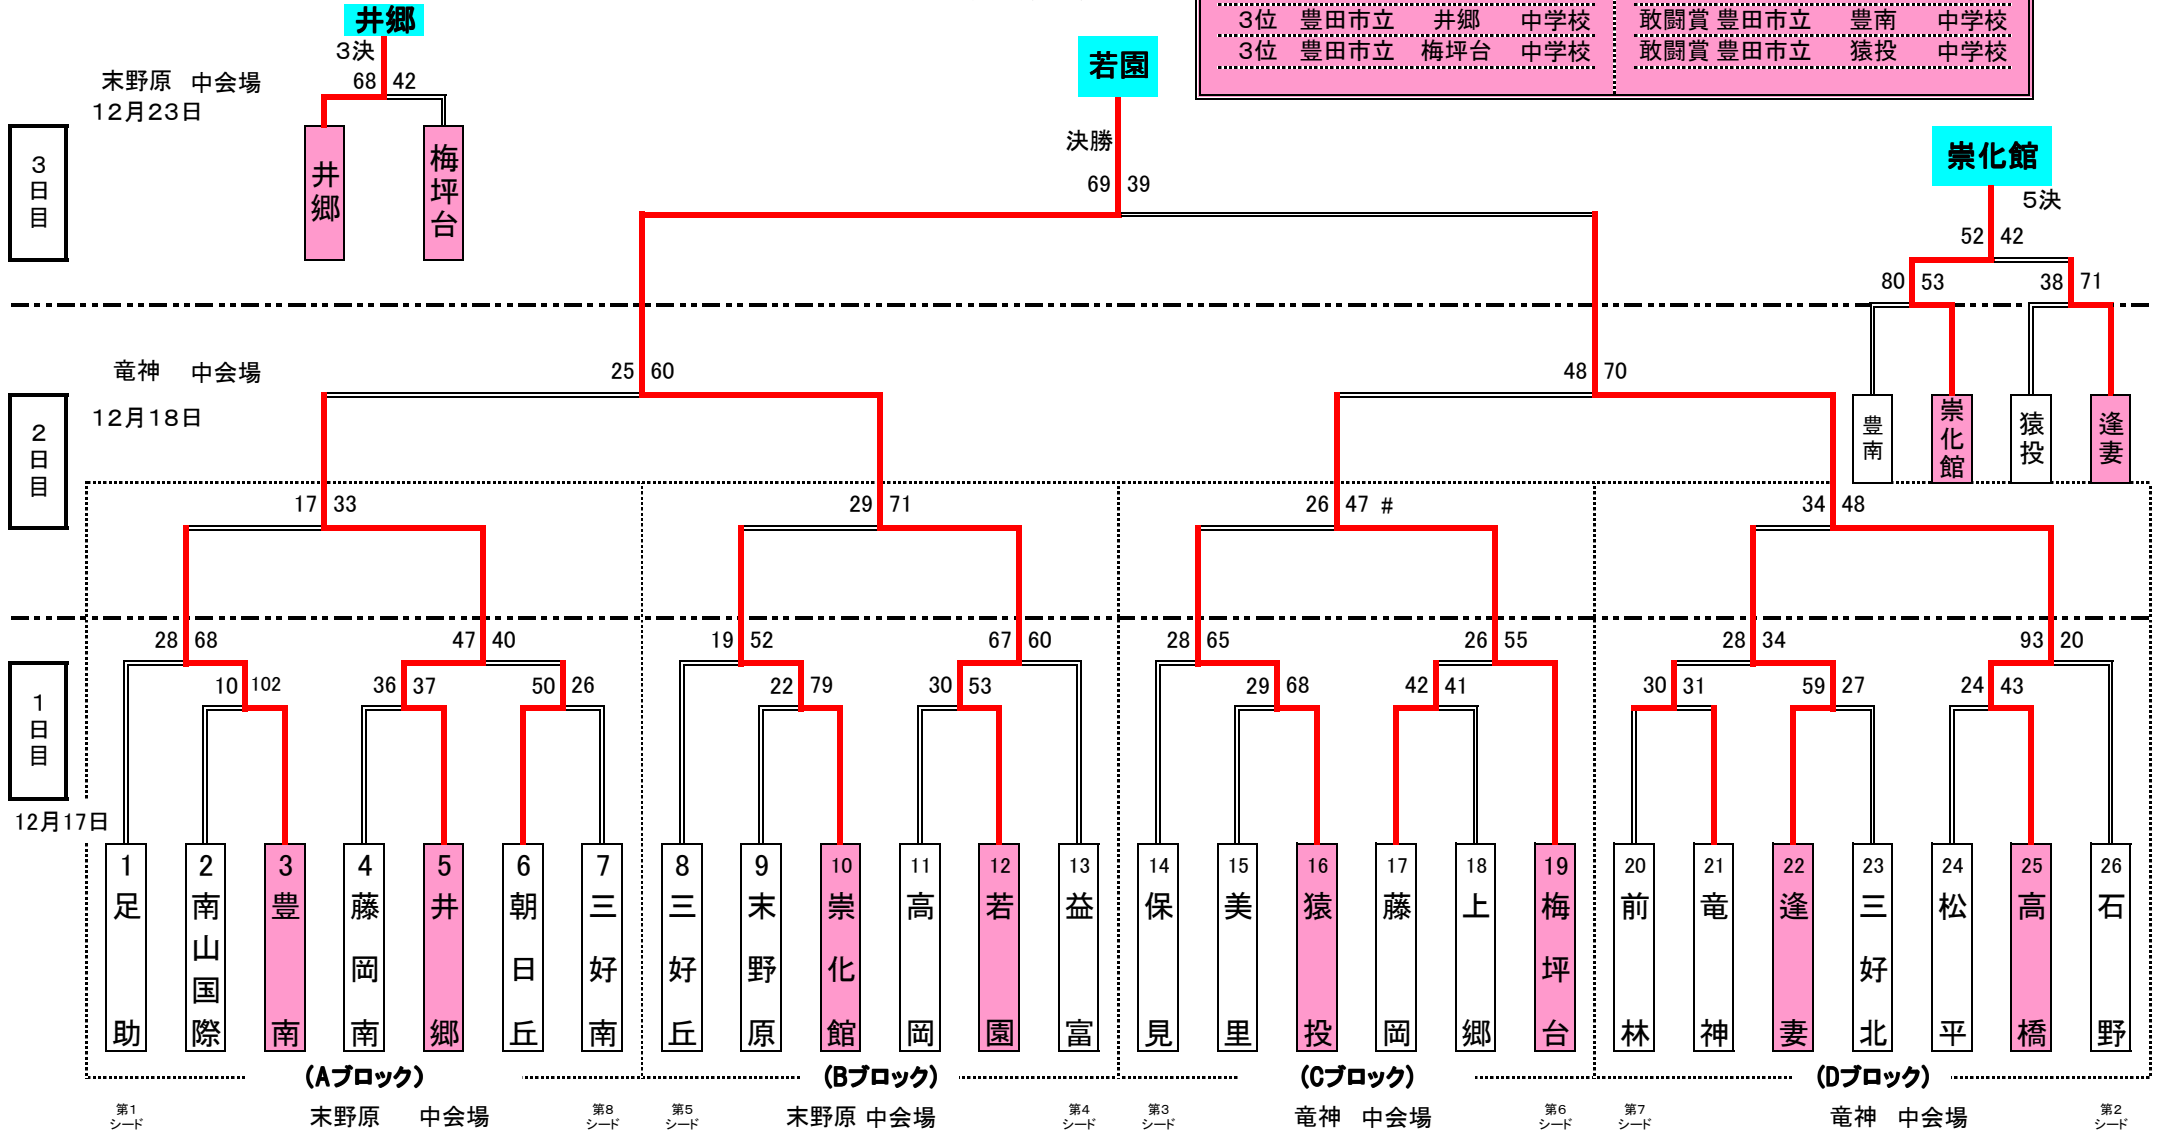 井郷
3決
68 42
末野原 中会場
12月23日
3日目
井郷
梅坪台
若園
決勝
69 39
3位 豊田市立 井郷 中学校 敢闘賞 豊田市立 豊南 中学校
3位 豊田市立 梅坪台 中学校 敢闘賞 豊田市立 猿投 中学校
崇化館
5決
52 42
80 53 38 71
豊南
崇化館
猿投
逢妻
竜神 中会場
12月18日
2日目
25 60 48 70
17 33 29 71 26 47 # 34 48
28 68 47 40 19 52 67 60 28 65 26 55 28 34 93 20
10 102 36 37 50 26 22 79 30 53 29 68 42 41 30 31 59 27 24 43
1日目
12月17日
1 足助
2 南山国際
3 豊南
4 藤岡南
5 井郷
6 朝日丘
7 三好南
8 三好丘
9 末野原
10 崇化館
11 高岡
12 若園
13 益富
14 保見
15 美里
16 猿投
17 藤岡
18 上郷
19 梅坪台
20 前林
21 竜神
22 逢妻
23 三好北
24 松平
25 高橋
26 石野
(Aブロック) (Bブロック) (Cブロック) (Dブロック)
第1シード
末野原 中会場
第8シード
第5シード
末野原 中会場
第4シード
第3シード
竜神 中会場
第6シード
第7シード
竜神 中会場
第2シード